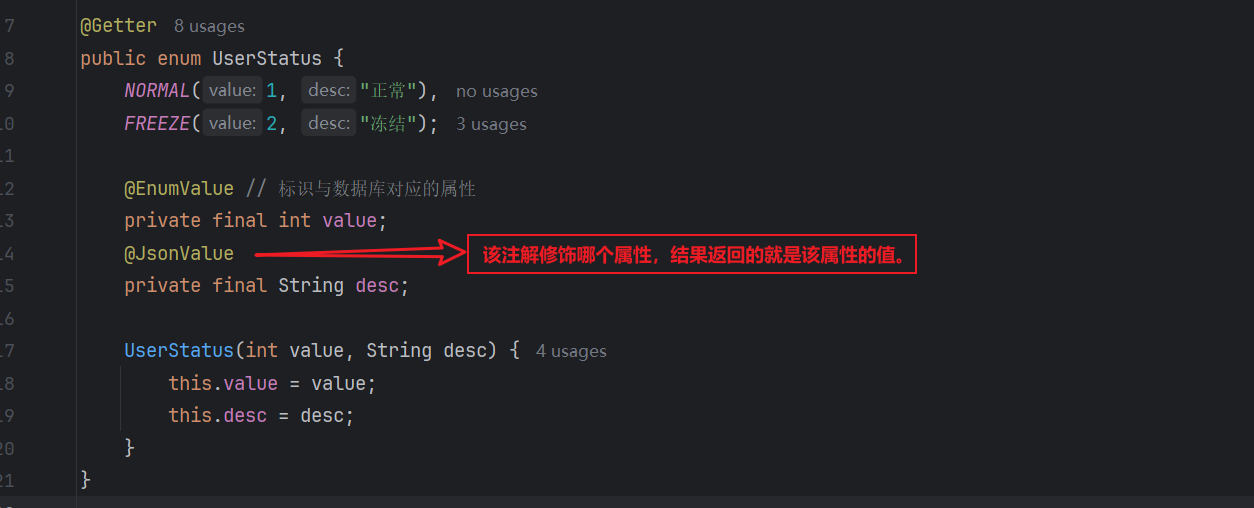 7 @Getter 8 usages
8 public enum UserStatus {
9 NORMAL( value: 1, desc: "正常"), no usages
10 FREEZE( value: 2, desc: "冻结"); 3 usages
11
12 @EnumValue // 标识与数据库对应的属性
13 private final int value;
14 @JsonValue 该注解修饰哪个属性，结果返回的就是该属性的值。
15 private final String desc;
16
17 UserStatus(int value, String desc) { 4 usages
18 this.value = value;
19 this.desc = desc;
20 }
21 }